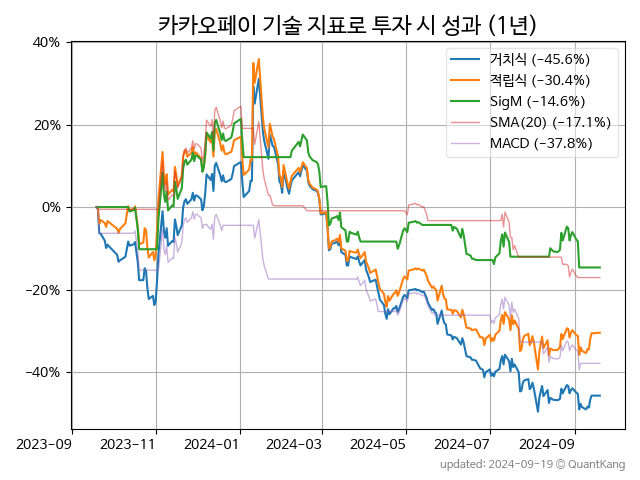 카카오페이 기술 지표로 투자 시 성과 (1년)
40%
20%
0%
−20%
−40%
거치식 (−45.6%)
적립식 (−30.4%)
SigM (−14.6%)
SMA(20) (−17.1%)
MACD (−37.8%)
2023-09
2023-11
2024-01
2024-03
2024-05
2024-07
2024-09
updated: 2024-09-19 © QuantKang